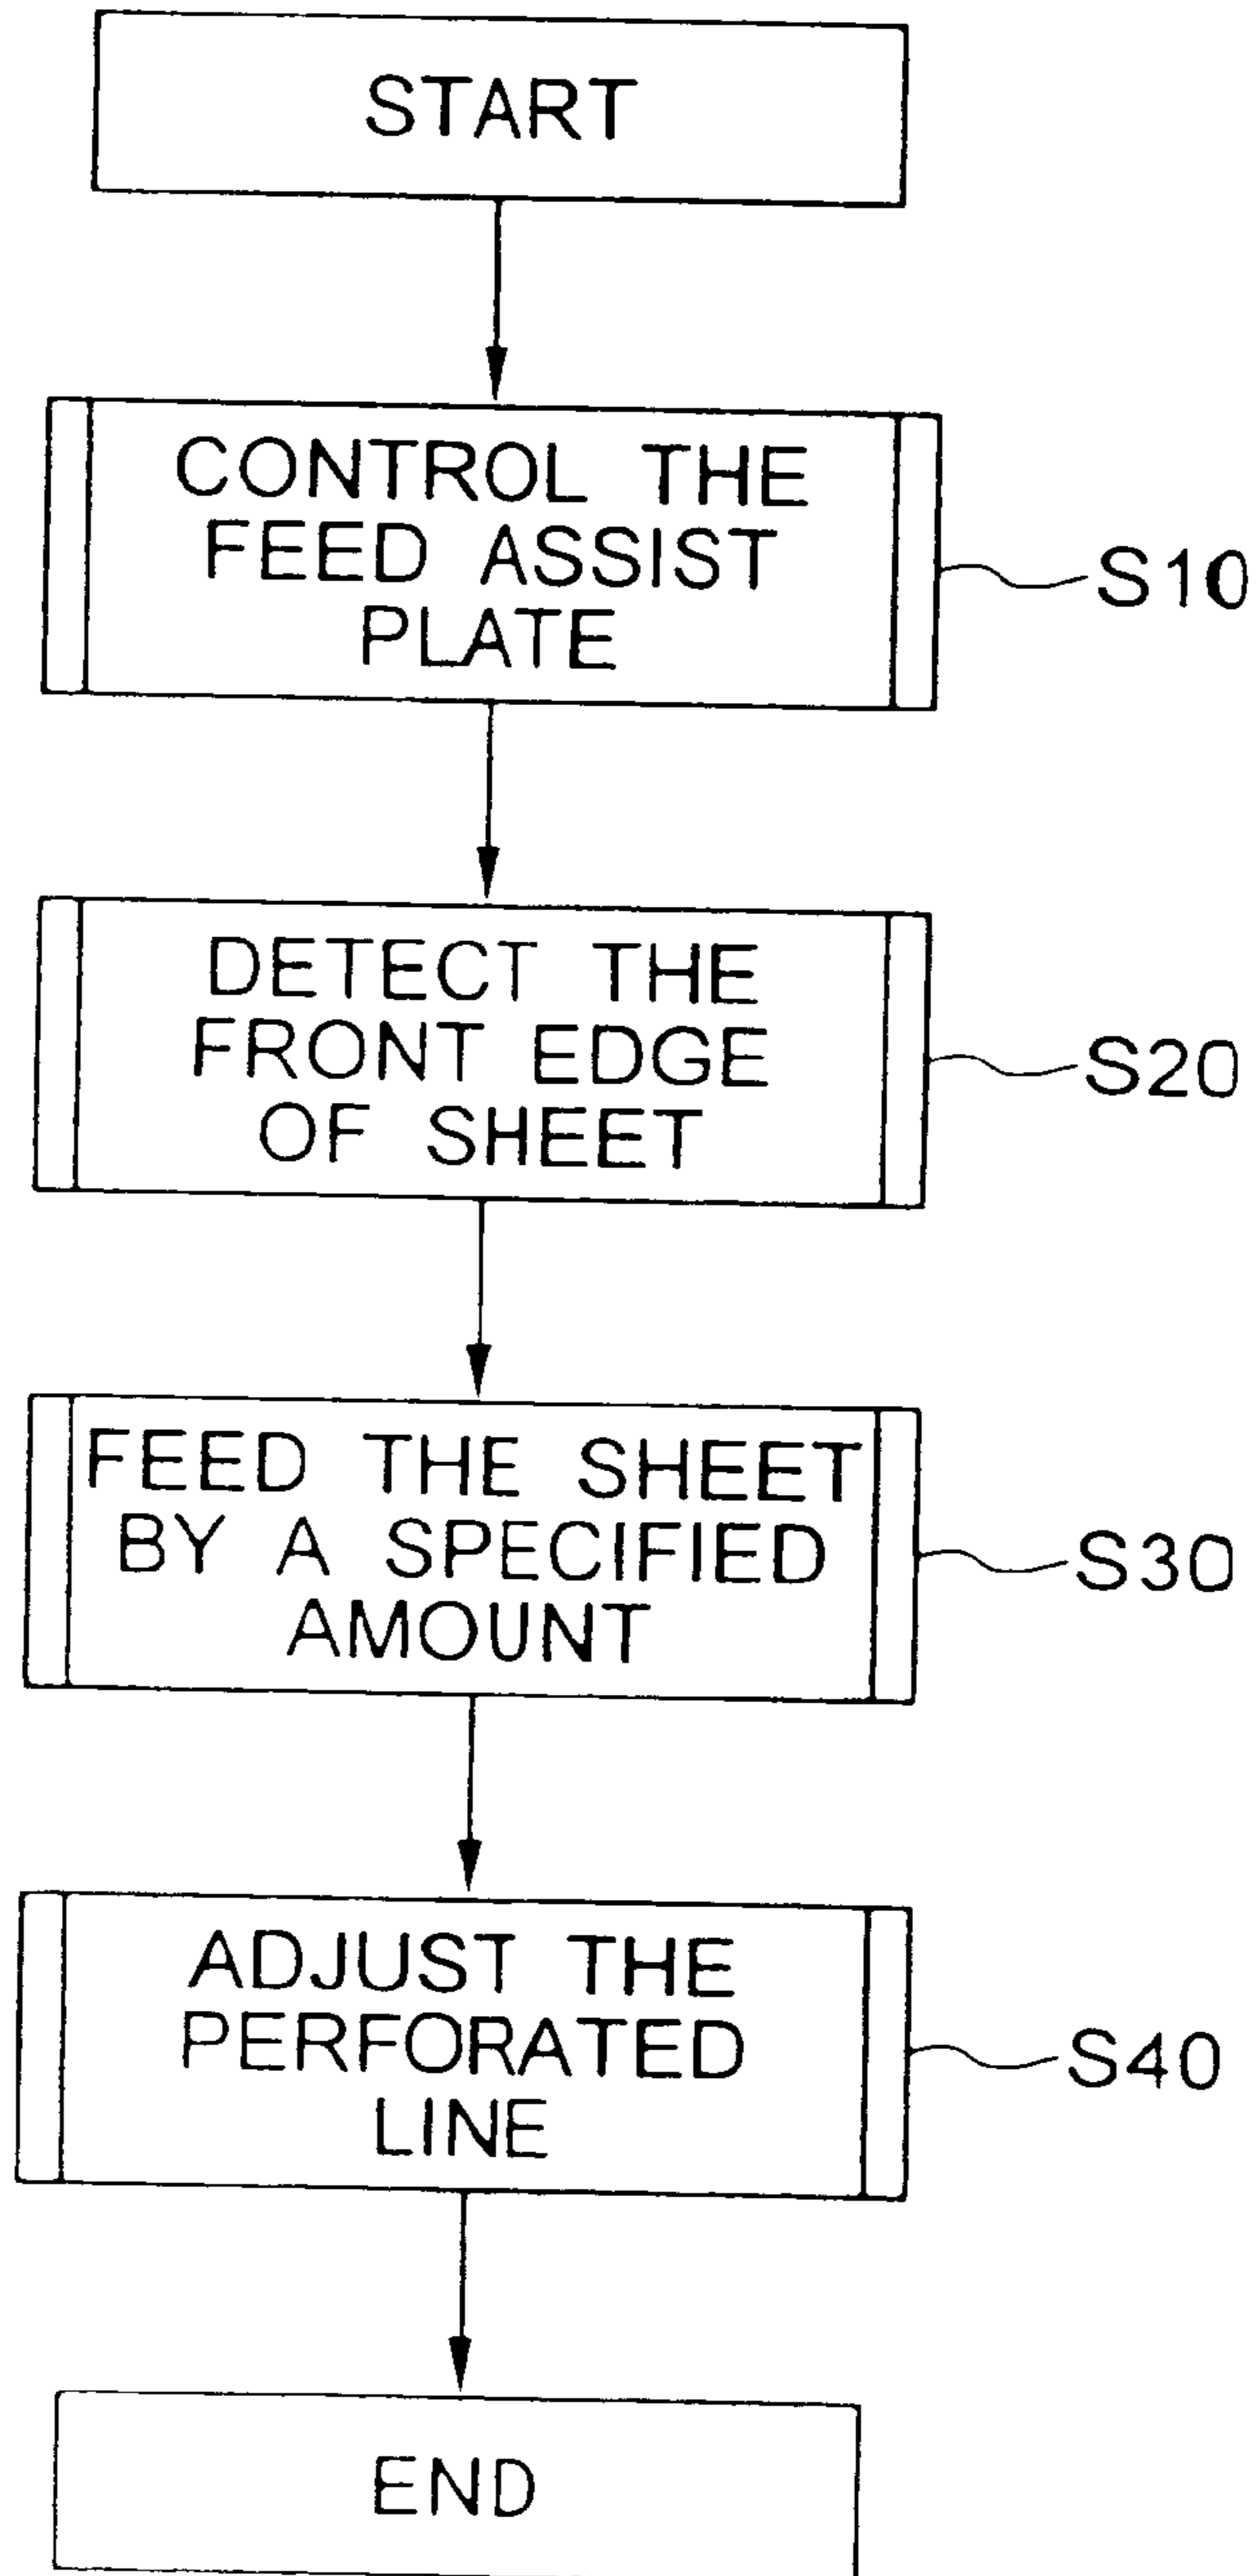 START
CONTROL THE
FEED ASSIST
PLATE
S10
DETECT THE
FRONT EDGE
OF SHEET
S20
FEED THE SHEET
BY A SPECIFIED
AMOUNT
S30
ADJUST THE
PERFORATED
LINE
S40
END